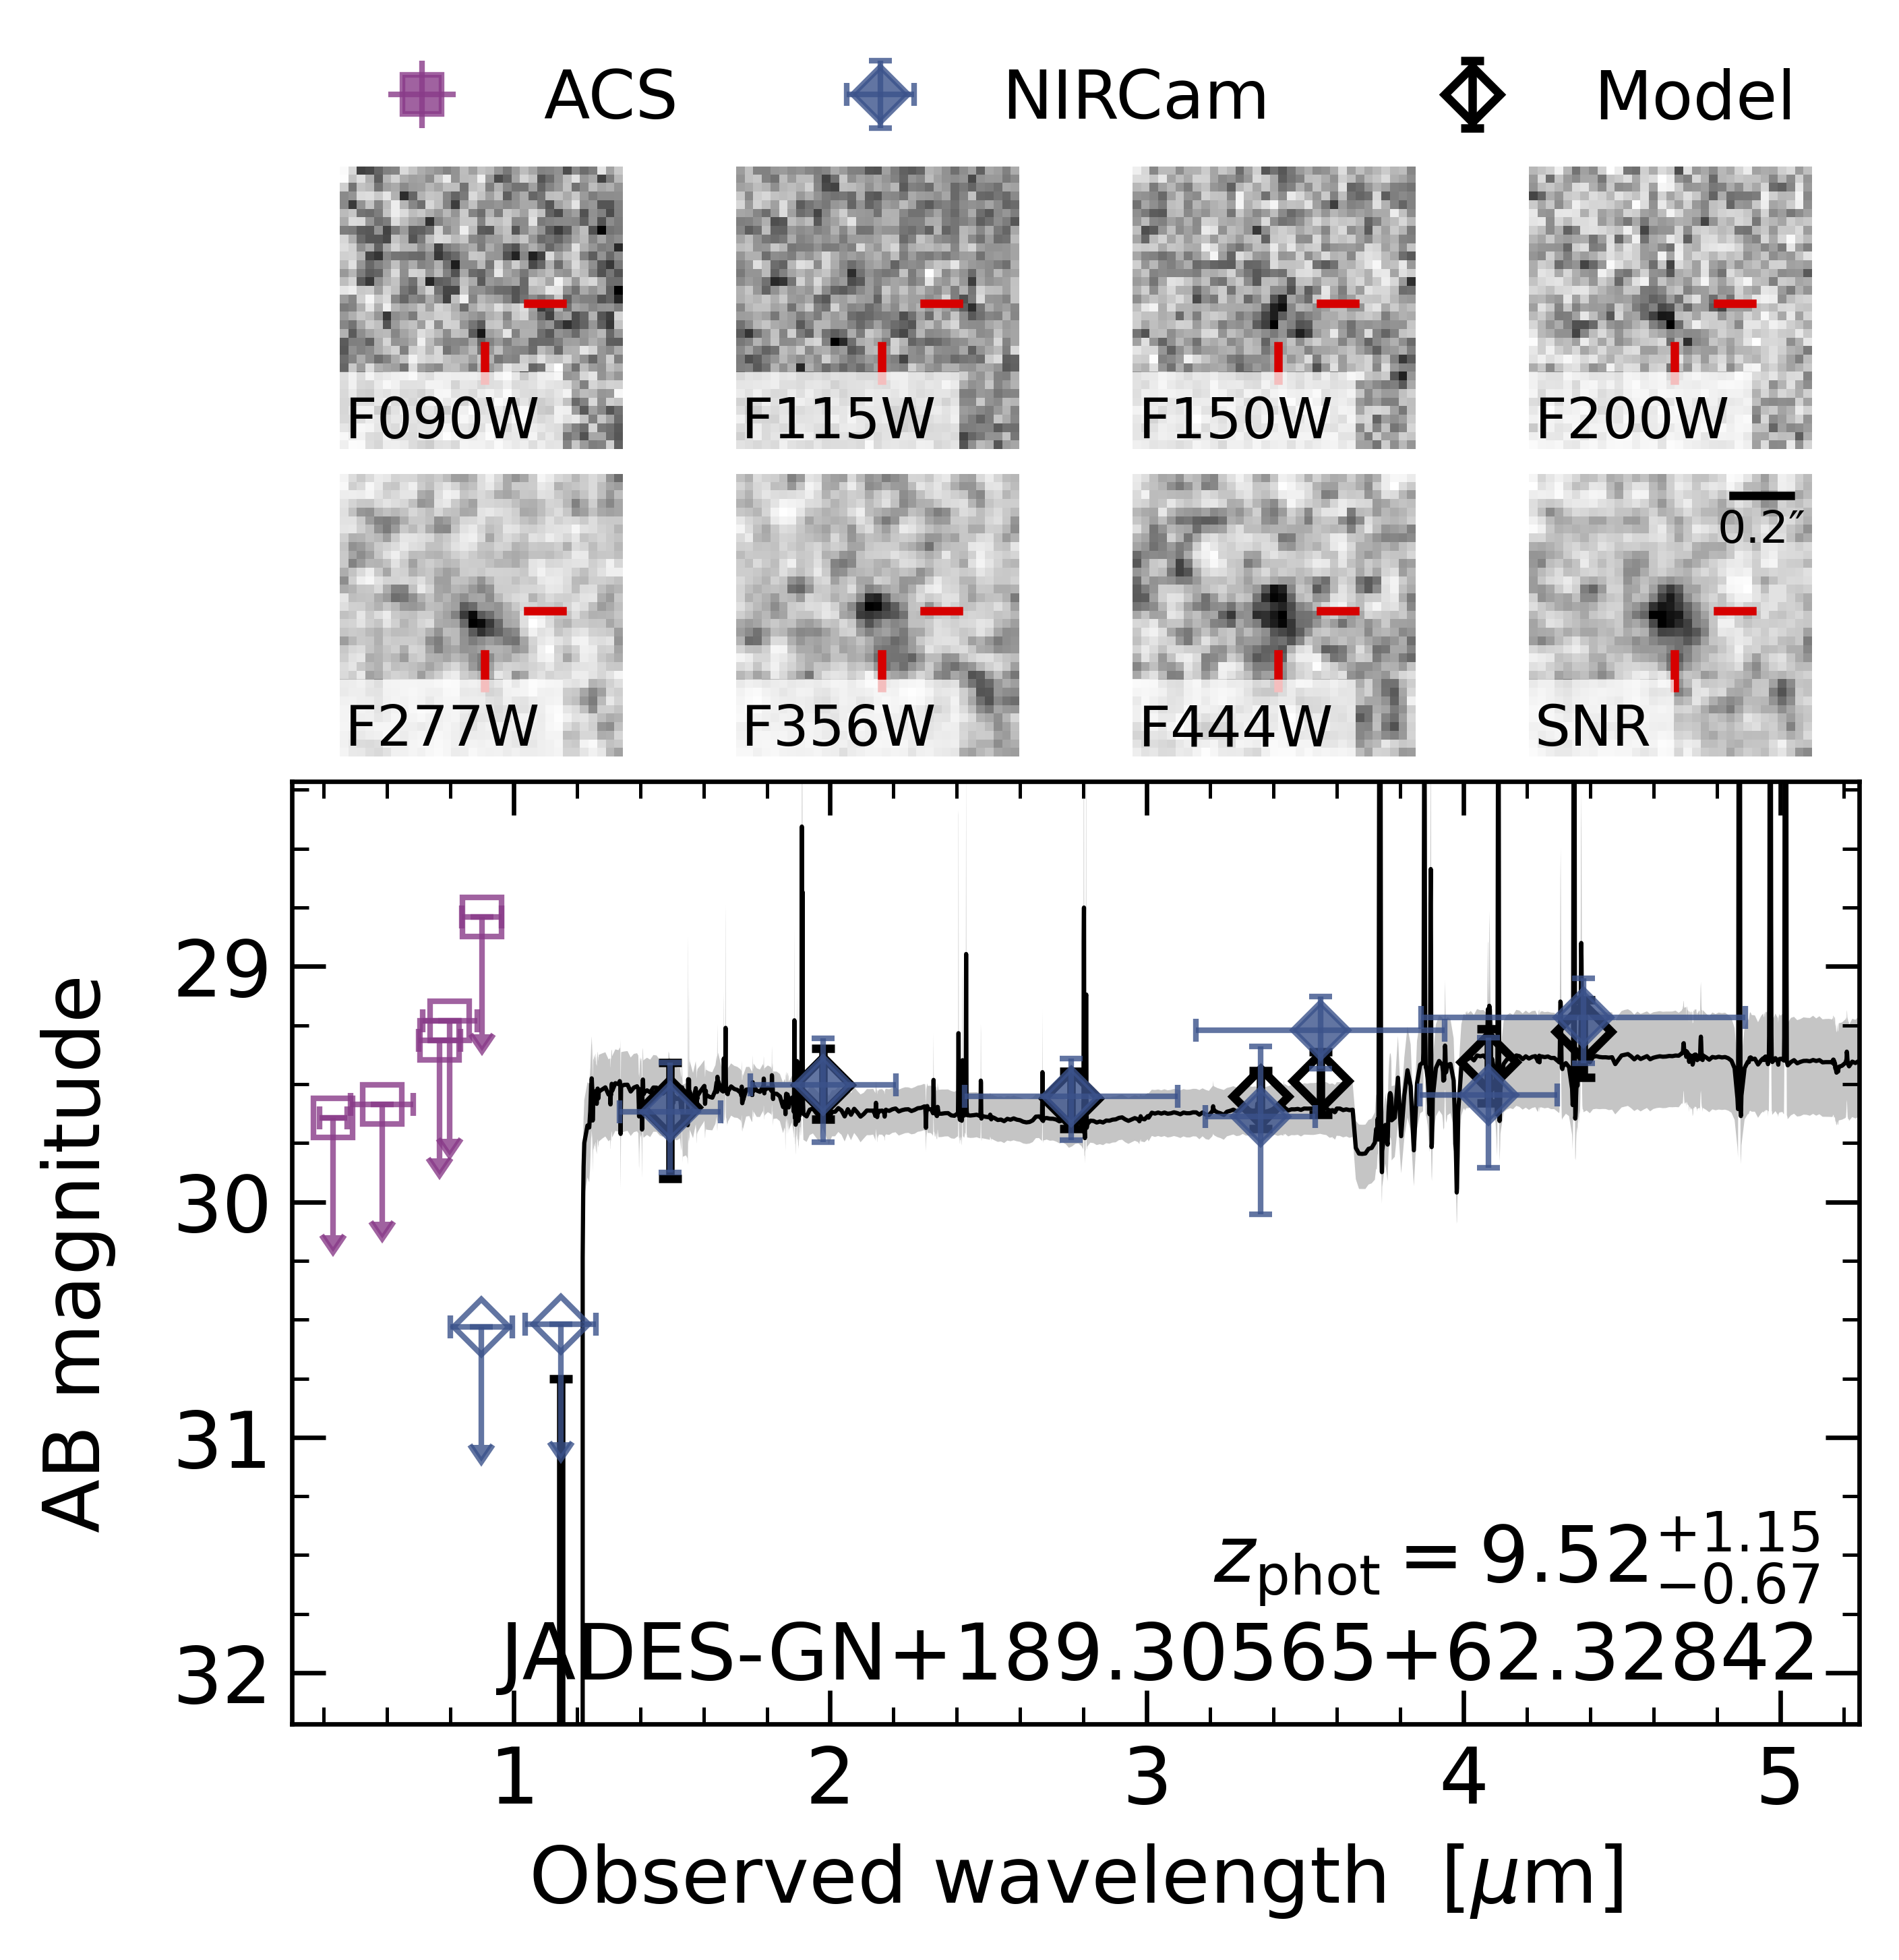 ACS NIRCam Model
F090W F115W F150W F200W
0.2″
F277W F356W F444W SNR
29
30
31
32
AB magnitude
z_phot = 9.52^{+1.15}_{−0.67}
JADES-GN+189.30565+62.32842
1 2 3 4 5
Observed wavelength [μm]